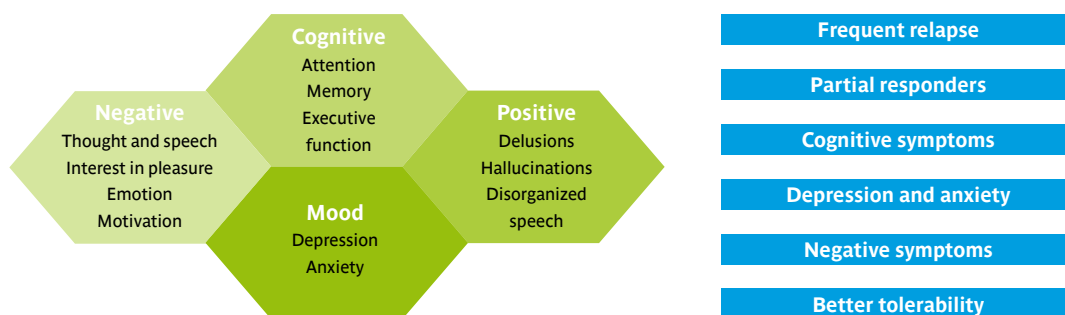 Cognitive
Attention
Memory
Executive
function
Negative
Thought and speech
Interest in pleasure
Emotion
Motivation
Positive
Delusions
Hallucinations
Disorganized
speech
Mood
Depression
Anxiety
Frequent relapse
Partial responders
Cognitive symptoms
Depression and anxiety
Negative symptoms
Better tolerability